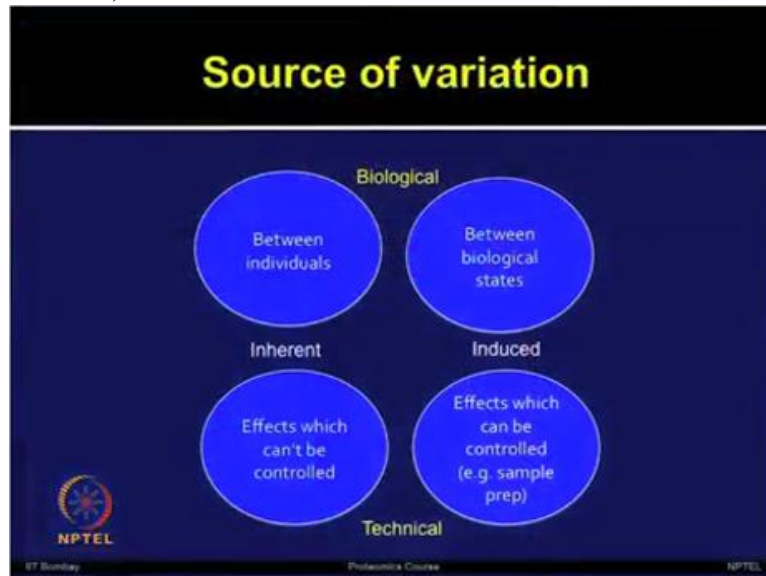 Source of variation
Biological
Between
individuals
Between
biological
states
Inherent
Induced
Effects which
can't be
controlled
Effects which
can be
controlled
(e.g. sample
prep)
Technical
NPTEL
IIT Bombay
Proteomics Course
NPTEL